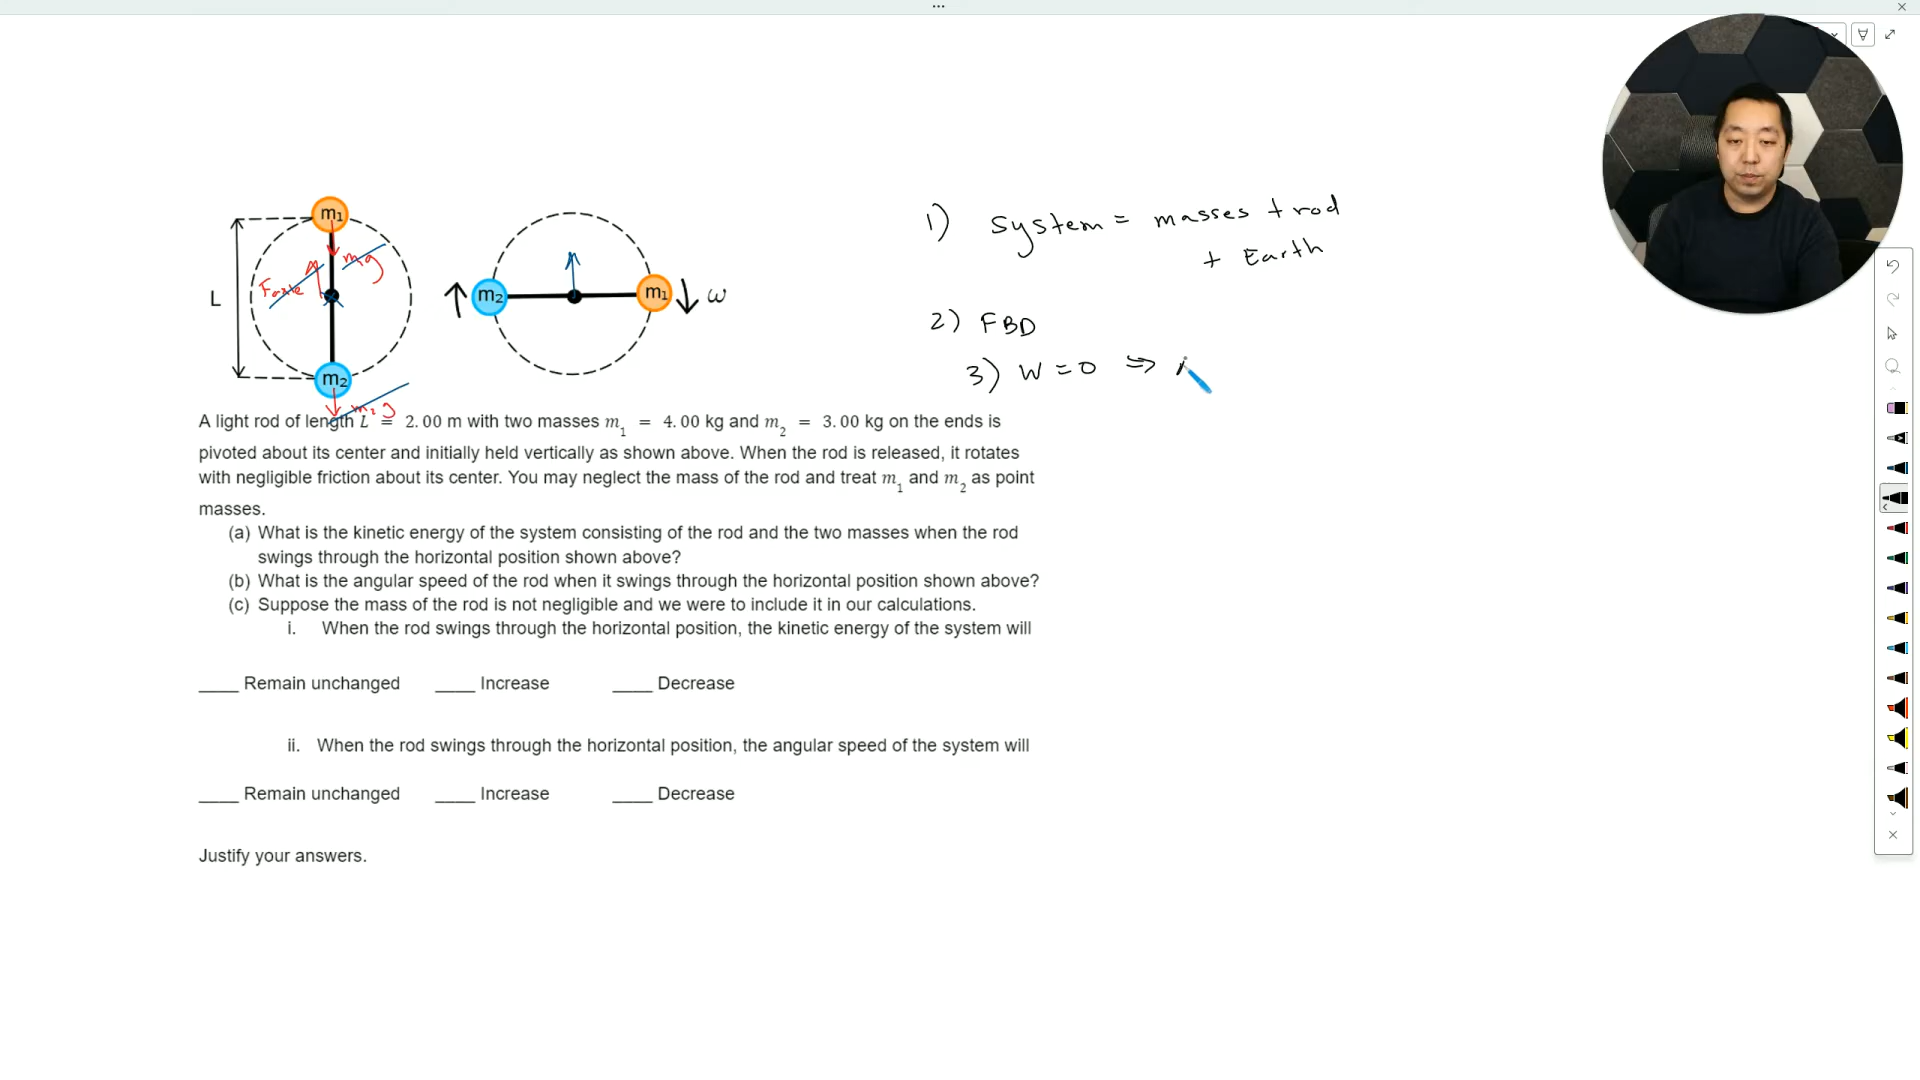 m₁
mg
Faxle
L
m₂
m₂g
m₂
m₁
ω
1) System = masses + rod
+ Earth
2) FBD
3) W = 0 ⇒
A light rod of length L = 2.00 m with two masses m₁ = 4.00 kg and m₂ = 3.00 kg on the ends is
pivoted about its center and initially held vertically as shown above. When the rod is released, it rotates
with negligible friction about its center. You may neglect the mass of the rod and treat m₁ and m₂ as point
masses.
(a) What is the kinetic energy of the system consisting of the rod and the two masses when the rod
swings through the horizontal position shown above?
(b) What is the angular speed of the rod when it swings through the horizontal position shown above?
(c) Suppose the mass of the rod is not negligible and we were to include it in our calculations.
i. When the rod swings through the horizontal position, the kinetic energy of the system will
____ Remain unchanged ____ Increase ____ Decrease
ii. When the rod swings through the horizontal position, the angular speed of the system will
____ Remain unchanged ____ Increase ____ Decrease
Justify your answers.